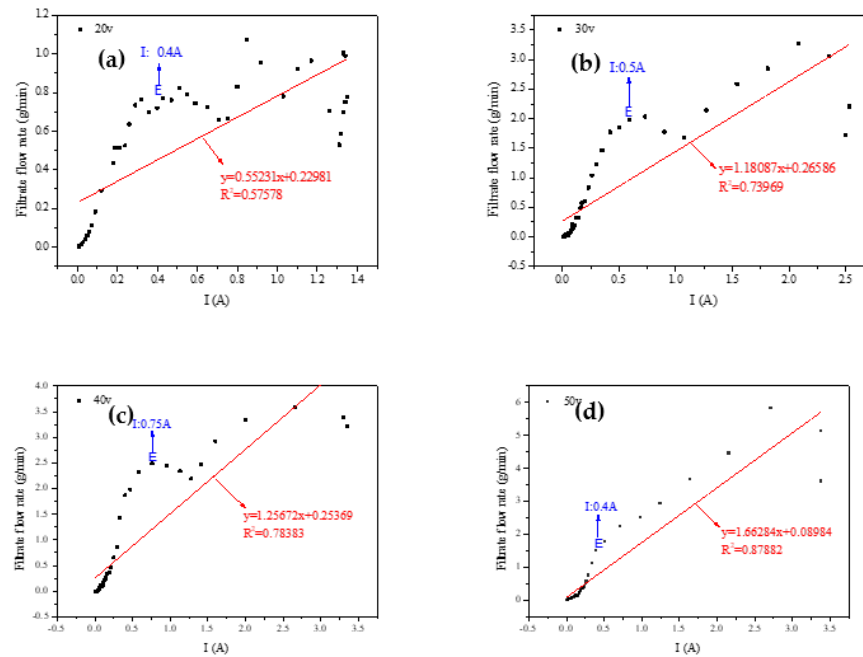 20v
(a)
I: 0.4A
E
y=0.55231x+0.22981
R²=0.57578
1.2
1.0
0.8
0.6
0.4
0.2
0.0
Filtrate flow rate (g/min)
0.0 0.2 0.4 0.6 0.8 1.0 1.2 1.4
I (A)
30v
(b)
I:0.5A
E
y=1.18087x+0.26586
R²=0.73969
3.5
3.0
2.5
2.0
1.5
1.0
0.5
0.0
-0.5
Filtrate flow rate (g/min)
0.0 0.5 1.0 1.5 2.0 2.5
I (A)
40v
(c)
I:0.75A
E
y=1.25672x+0.25369
R²=0.78383
4.0
3.5
3.0
2.5
2.0
1.5
1.0
0.5
0.0
-0.5
Filtrate flow rate (g/min)
-0.5 0.0 0.5 1.0 1.5 2.0 2.5 3.0 3.5
I (A)
50v
(d)
I:0.4A
E
y=1.66284x+0.08984
R²=0.87882
6
5
4
3
2
1
0
Filtrate flow rate (g/min)
-0.5 0.0 0.5 1.0 1.5 2.0 2.5 3.0 3.5
I (A)